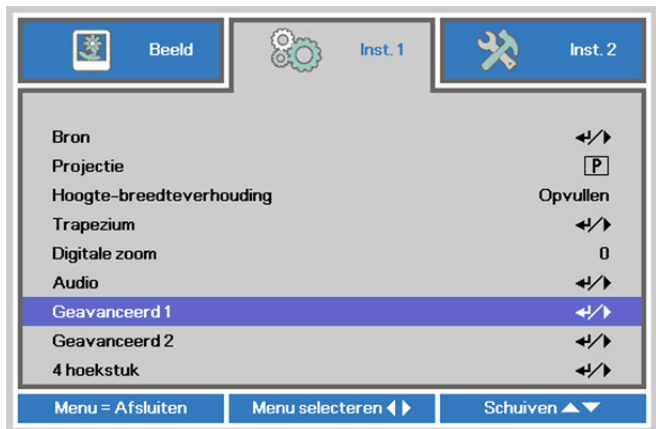 Beeld Inst. 1 Inst. 2
Bron
Projectie P
Hoogte-breedteverhouding Opvullen
Trapezium
Digitale zoom 0
Audio
Geavanceerd 1
Geavanceerd 2
4 hoekstuk
Menu = Afsluiten Menu selecteren Schuiven